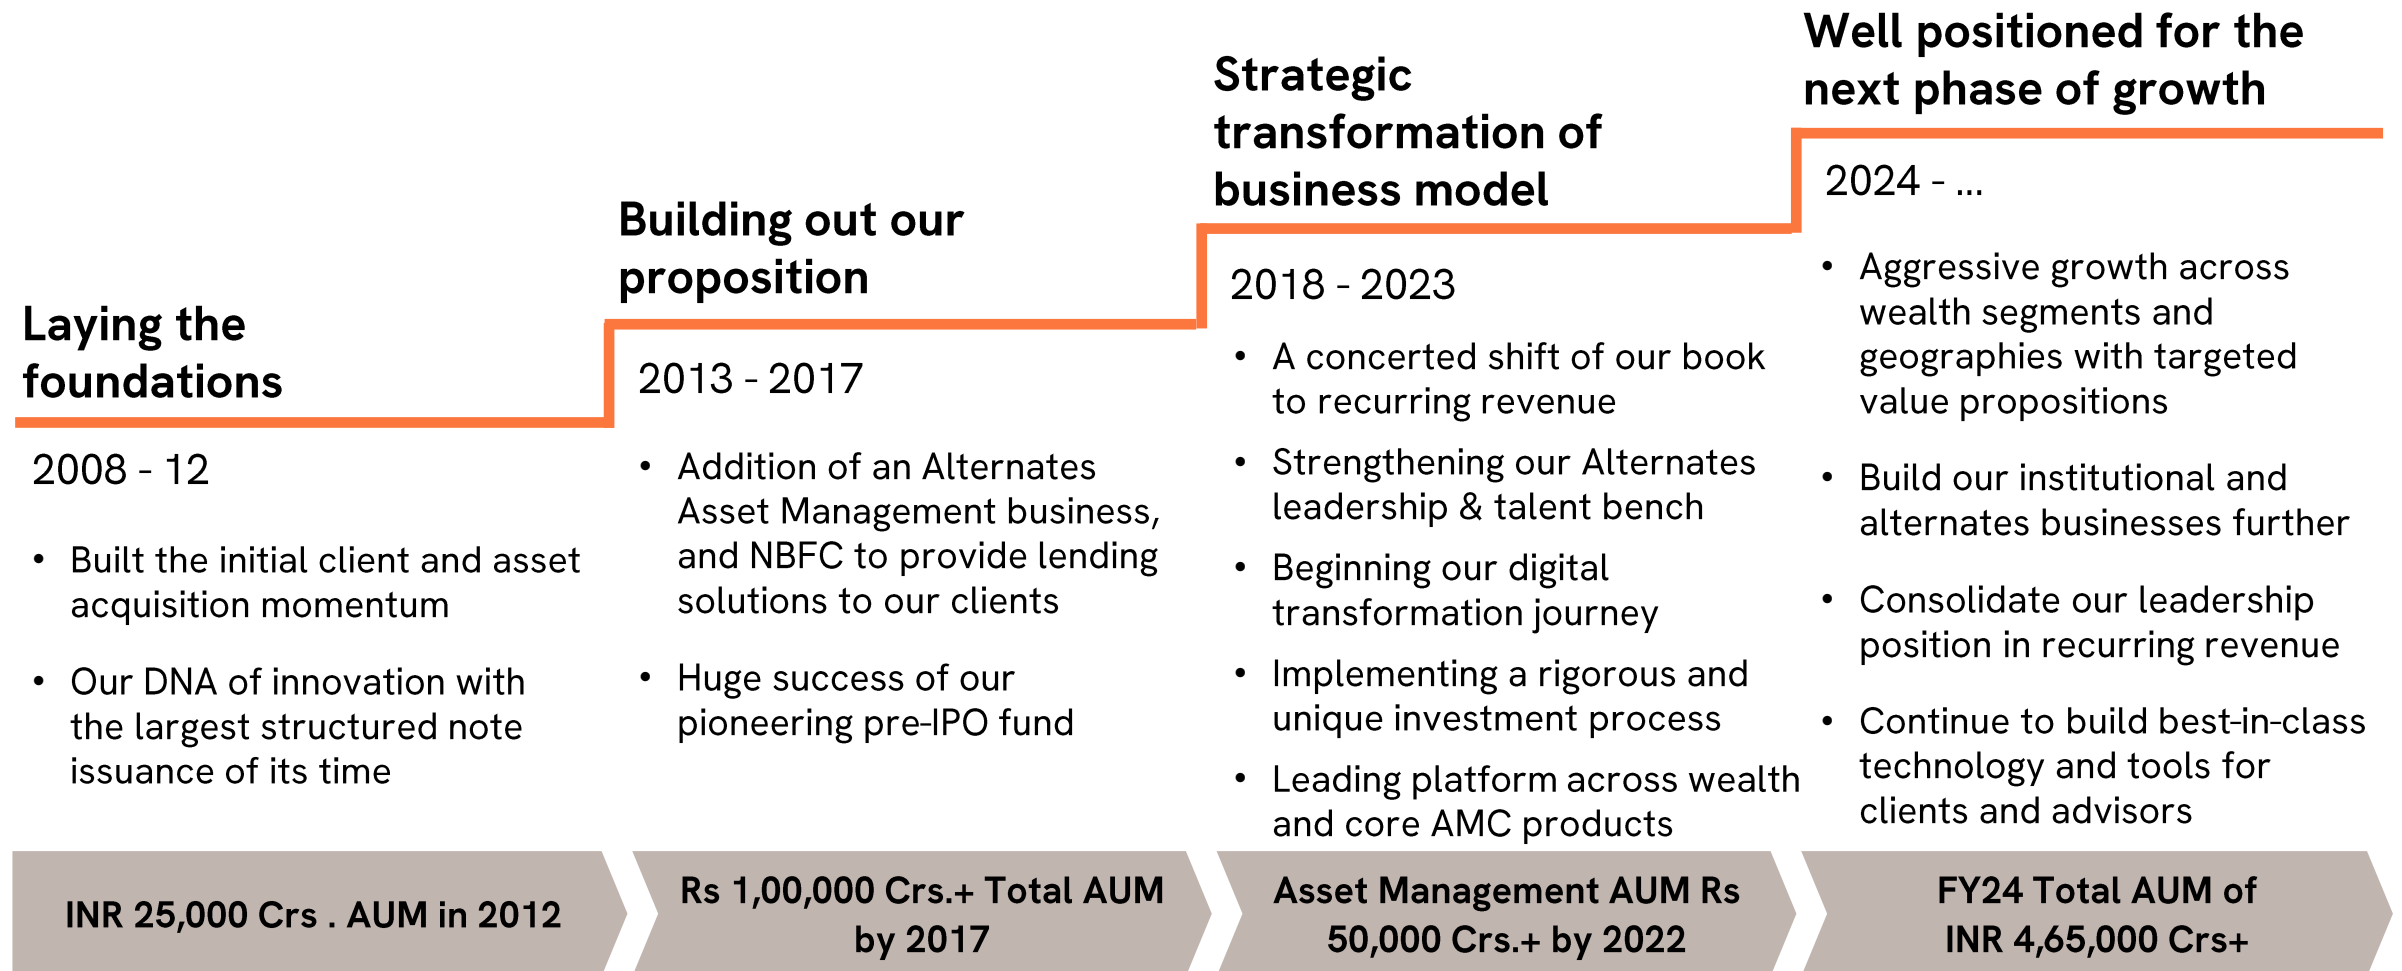 Laying the
foundations
2008 - 12
• Built the initial client and asset
acquisition momentum
• Our DNA of innovation with
the largest structured note
issuance of its time
INR 25,000 Crs . AUM in 2012
Building out our
proposition
2013 - 2017
• Addition of an Alternates
Asset Management business,
and NBFC to provide lending
solutions to our clients
• Huge success of our
pioneering pre-IPO fund
Rs 1,00,000 Crs.+ Total AUM
by 2017
Strategic
transformation of
business model
2018 - 2023
• A concerted shift of our book
to recurring revenue
• Strengthening our Alternates
leadership & talent bench
• Beginning our digital
transformation journey
• Implementing a rigorous and
unique investment process
• Leading platform across wealth
and core AMC products
Asset Management AUM Rs
50,000 Crs.+ by 2022
Well positioned for the
next phase of growth
2024 - ...
• Aggressive growth across
wealth segments and
geographies with targeted
value propositions
• Build our institutional and
alternates businesses further
• Consolidate our leadership
position in recurring revenue
• Continue to build best-in-class
technology and tools for
clients and advisors
FY24 Total AUM of
INR 4,65,000 Crs+